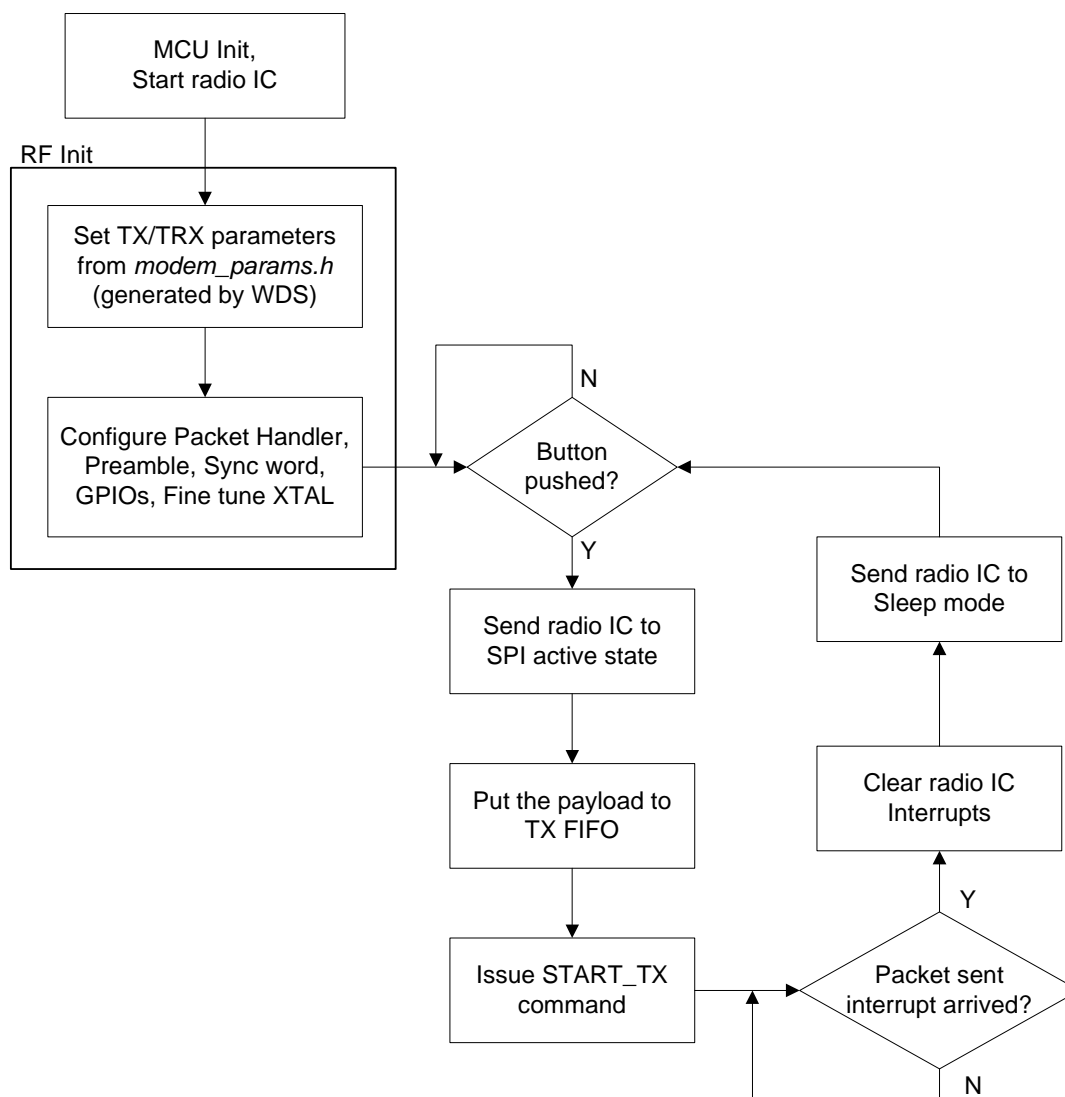 MCU Init,
Start radio IC
RF Init
Set TX/TRX parameters
from modem_params.h
(generated by WDS)
Configure Packet Handler,
Preamble, Sync word,
GPIOs, Fine tune XTAL
N
Button
pushed?
Y
Send radio IC to
SPI active state
Put the payload to
TX FIFO
Issue START_TX
command
Packet sent
interrupt arrived?
N
Y
Clear radio IC
Interrupts
Send radio IC to
Sleep mode